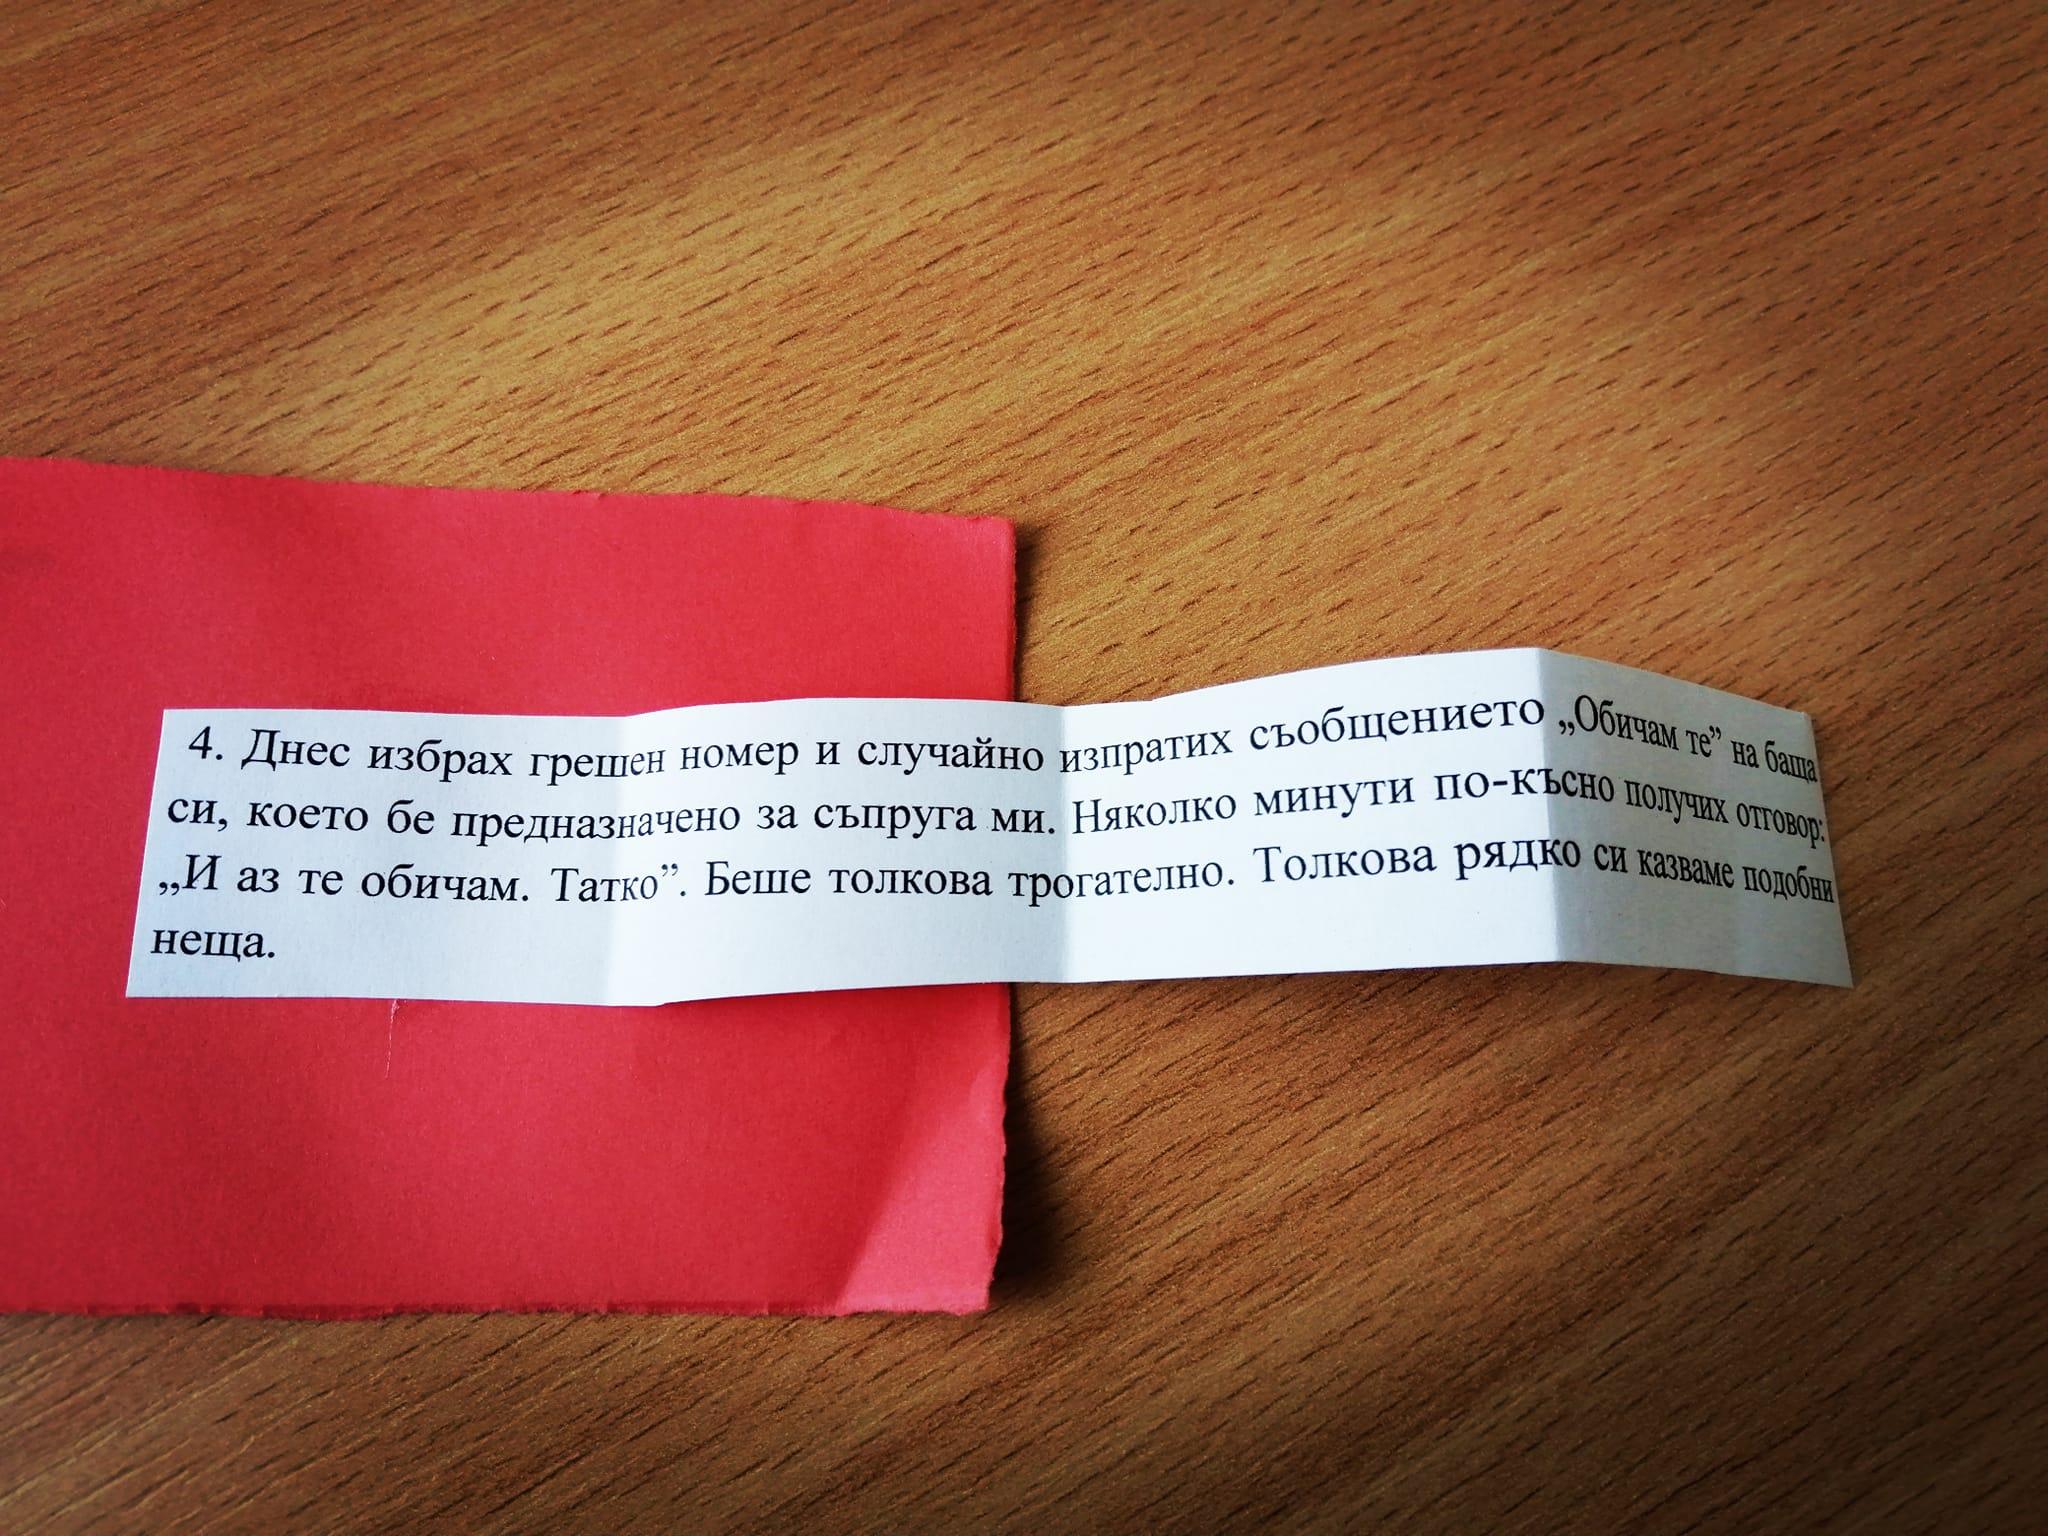 4. Днес избрах грешен номер и случайно изпратих съобщението „Обичам те” на баща
си, което бе предназначено за съпруга ми. Няколко минути по-късно получих отговор:
„И аз те обичам. Татко”. Беше толкова трогателно. Толкова рядко си казваме подобни
неща.